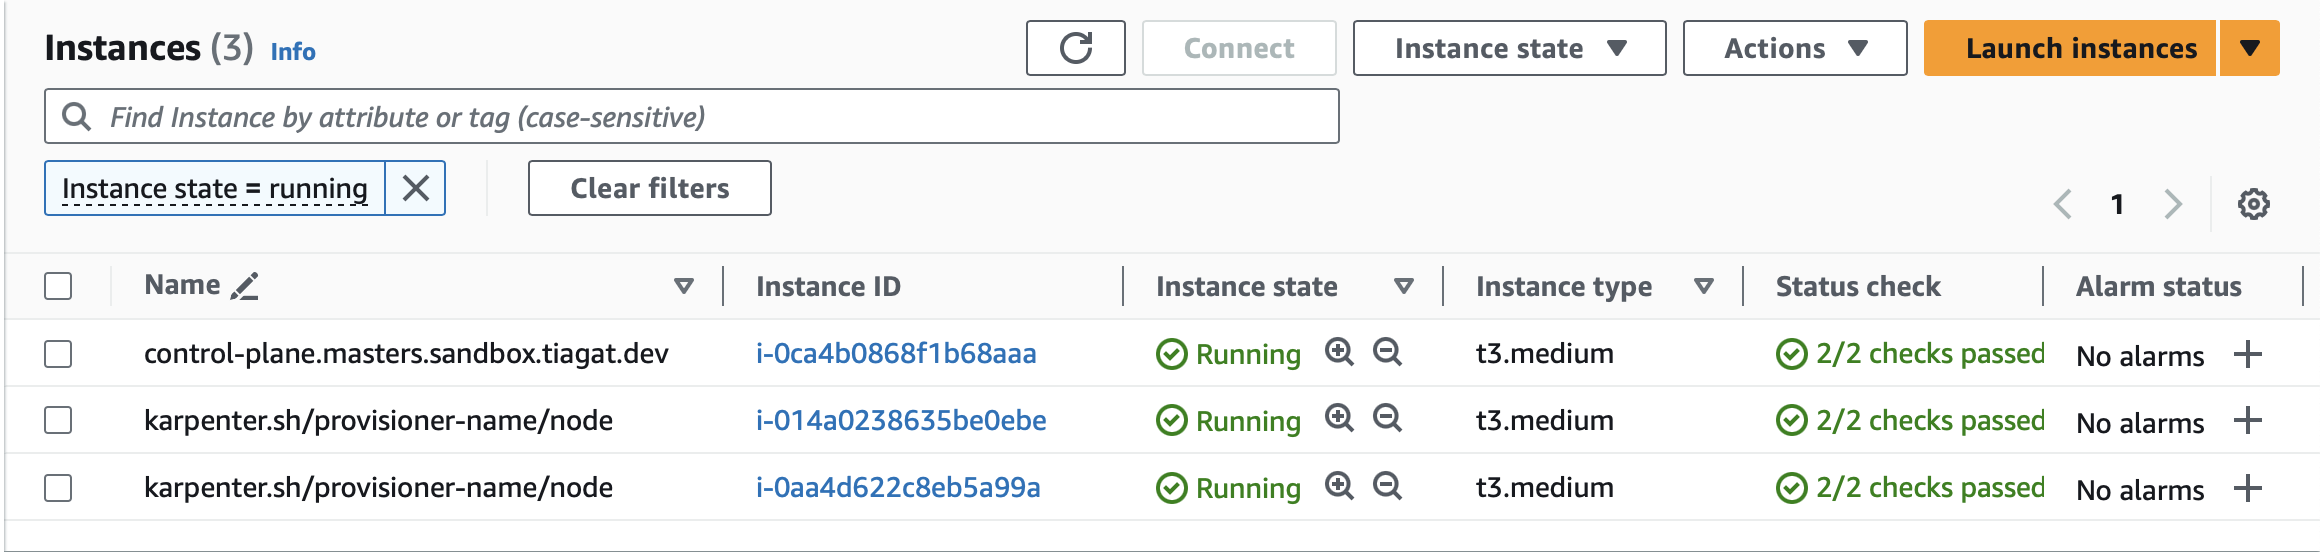 Instances (3) Info
Connect
Instance state
Actions
Launch instances
Find Instance by attribute or tag (case-sensitive)
Instance state = running
Clear filters
1
Name Instance ID Instance state Instance type Status check Alarm status
control-plane.masters.sandbox.tiagat.dev i-0ca4b0868f1b68aaa Running t3.medium 2/2 checks passed No alarms
karpenter.sh/provisioner-name/node i-014a0238635be0ebe Running t3.medium 2/2 checks passed No alarms
karpenter.sh/provisioner-name/node i-0aa4d622c8eb5a99a Running t3.medium 2/2 checks passed No alarms